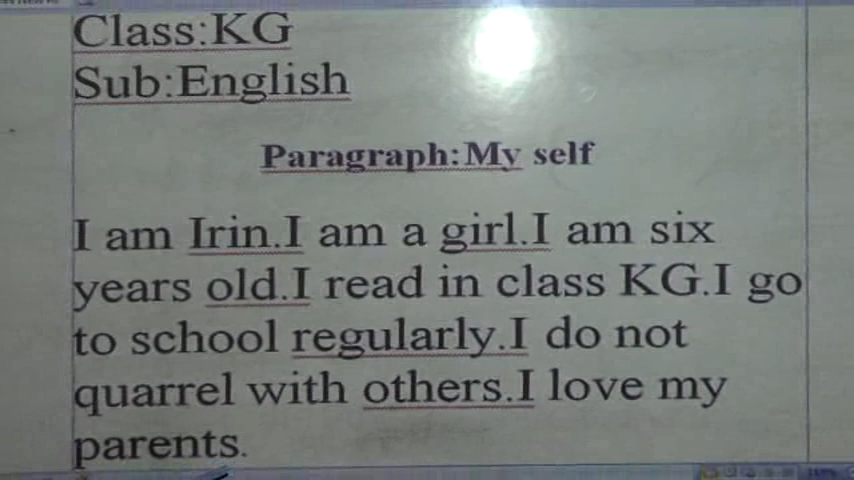 Class:KG
Sub:English
Paragraph:My self
I am Irin.I am a girl.I am six
years old.I read in class KG.I go
to school regularly.I do not
quarrel with others.I love my
parents.